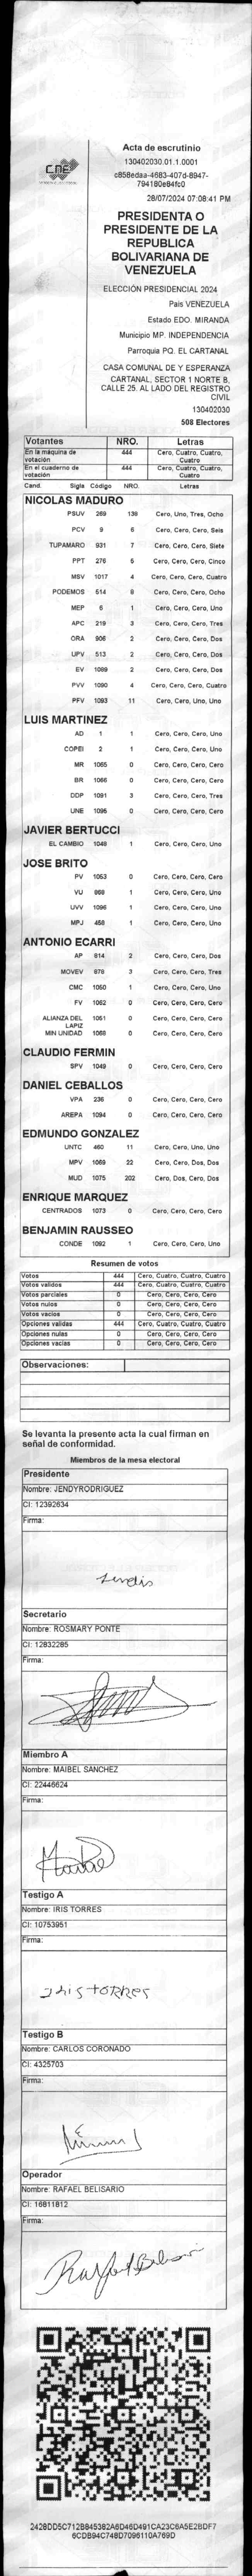 CNE
Acta de escrutinio
130402030.01.1.0001
c858edaa-4683-407d-8947-
794180e84fc0
28/07/2024 07:08:41 PM
PRESIDENTA O
PRESIDENTE DE LA
REPUBLICA
BOLIVARIANA DE
VENEZUELA
ELECCIÓN PRESIDENCIAL 2024
Pais VENEZUELA
Estado EDO. MIRANDA
Municipio MP. INDEPENDENCIA
Parroquia PQ. EL CARTANAL
CASA COMUNAL DE Y ESPERANZA
CARTANAL, SECTOR 1 NORTE B,
CALLE 25. AL LADO DEL REGISTRO
CIVIL
130402030
508 Electores
Votantes NRO. Letras
En la máquina de votación 444 Cero, Cuatro, Cuatro, Cuatro
En el cuaderno de votación 444 Cero, Cuatro, Cuatro, Cuatro
Cand. Sigla Código NRO. Letras
NICOLAS MADURO
PSUV 269 138 Cero, Uno, Tres, Ocho
PCV 9 6 Cero, Cero, Cero, Seis
TUPAMARO 931 7 Cero, Cero, Cero, Siete
PPT 276 Cero, Cero, Cero, Cinco
MSV 1017 4 Cero, Cero, Cero, Cuatro
PODEMOS 514 8 Cero, Cero, Cero, Ocho
MEP 6 1 Cero, Cero, Cero, Uno
APC 219 3 Cero, Cero, Cero, Tres
ORA 906 2 Cero, Cero, Cero, Dos
UPV 513 2 Cero, Cero, Cero, Dos
EV 1089 2 Cero, Cero, Cero, Dos
PVV 1090 4 Cero, Cero, Cero, Cuatro
PFV 1093 11 Cero, Cero, Uno, Uno
LUIS MARTINEZ
AD 1 1 Cero, Cero, Cero, Uno
COPEI 2 1 Cero, Cero, Cero, Uno
MR 1065 0 Cero, Cero, Cero, Cero
BR 1066 0 Cero, Cero, Cero, Cero
DDP 1091 3 Cero, Cero, Cero, Tres
UNE 1095 0 Cero, Cero, Cero, Cero
JAVIER BERTUCCI
EL CAMBIO 1048 1 Cero, Cero, Cero, Uno
JOSE BRITO
PV 1053 0 Cero, Cero, Cero, Cero
VU 969 1 Cero, Cero, Cero, Uno
UVV 1096 1 Cero, Cero, Cero, Uno
MPJ 458 1 Cero, Cero, Cero, Uno
ANTONIO ECARRI
AP 814 2 Cero, Cero, Cero, Dos
MOVEV 878 3 Cero, Cero, Cero, Tres
CMC 1050 1 Cero, Cero, Cero, Uno
FV 1062 0 Cero, Cero, Cero, Cero
ALIANZA DEL LAPIZ 1051 0 Cero, Cero, Cero, Cero
MIN UNIDAD 1068 0 Cero, Cero, Cero, Cero
CLAUDIO FERMIN
SPV 1049 0 Cero, Cero, Cero, Cero
DANIEL CEBALLOS
VPA 236 0 Cero, Cero, Cero, Cero
AREPA 1094 0 Cero, Cero, Cero, Cero
EDMUNDO GONZALEZ
UNTC 460 11 Cero, Cero, Uno, Uno
MPV 1069 22 Cero, Cero, Dos, Dos
MUD 1075 202 Cero, Dos, Cero, Dos
ENRIQUE MARQUEZ
CENTRADOS 1073 0 Cero, Cero, Cero, Cero
BENJAMIN RAUSSEO
CONDE 1092 1 Cero, Cero, Cero, Uno
Resumen de votos
Votos 444 Cero, Cuatro, Cuatro, Cuatro
Votos validos 444 Cero, Cuatro, Cuatro, Cuatro
Votos parciales 0 Cero, Cero, Cero, Cero
Votos nulos 0 Cero, Cero, Cero, Cero
Votos vacios 0 Cero, Cero, Cero, Cero
Opciones validas 444 Cero, Cuatro, Cuatro, Cuatro
Opciones nulas 0 Cero, Cero, Cero, Cero
Opciones vacias 0 Cero, Cero, Cero, Cero
Observaciones:
Se levanta la presente acta la cual firman en
señal de conformidad.
Miembros de la mesa electoral
Presidente
Nombre: JENDYRODRIGUEZ
CI: 12392634
Firma:
Secretario
Nombre: ROSMARY PONTE
CI: 12832285
Firma:
Miembro A
Nombre: MAIBEL SANCHEZ
CI: 22446624
Firma:
Testigo A
Nombre: IRIS TORRES
CI: 10753951
Firma:
IRIS TORRES
Testigo B
Nombre: CARLOS CORONADO
CI: 4325703
Firma:
Operador
Nombre: RAFAEL BELISARIO
CI: 16811812
Firma:
Rafael Belisario
2428DD5C712B845382A6D46D491CA23C6A5E2BDF7
6CDB94C748D7096110A769D